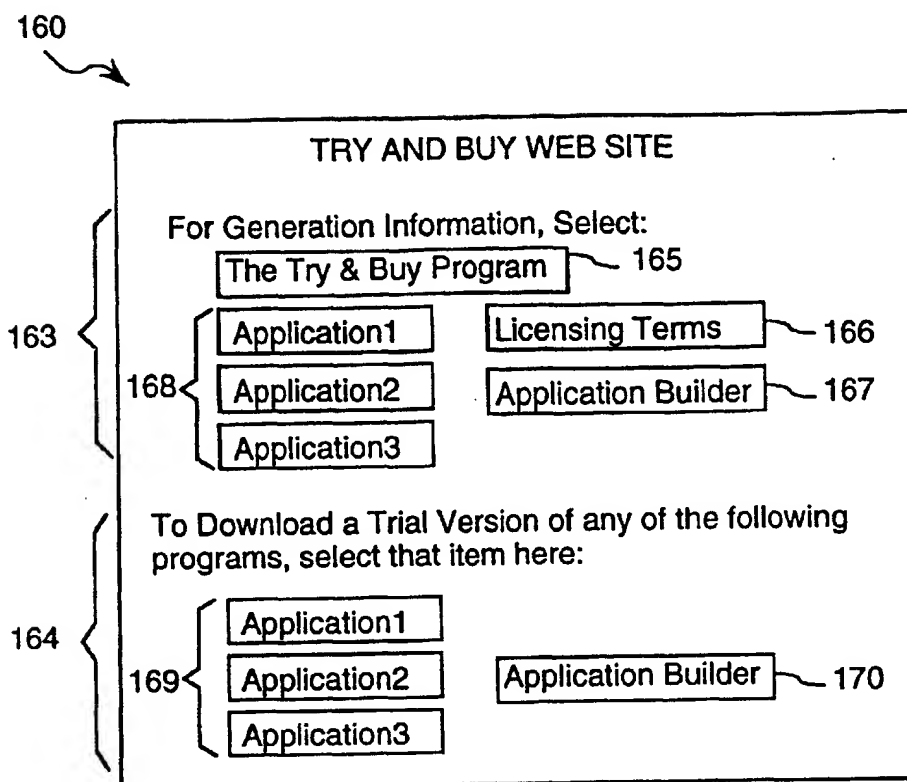 160
TRY AND BUY WEB SITE
For Generation Information, Select:
The Try & Buy Program 165
163
168
Application1 Licensing Terms 166
Application2 Application Builder 167
Application3
To Download a Trial Version of any of the following
programs, select that item here:
164
169
Application1
Application2 Application Builder 170
Application3